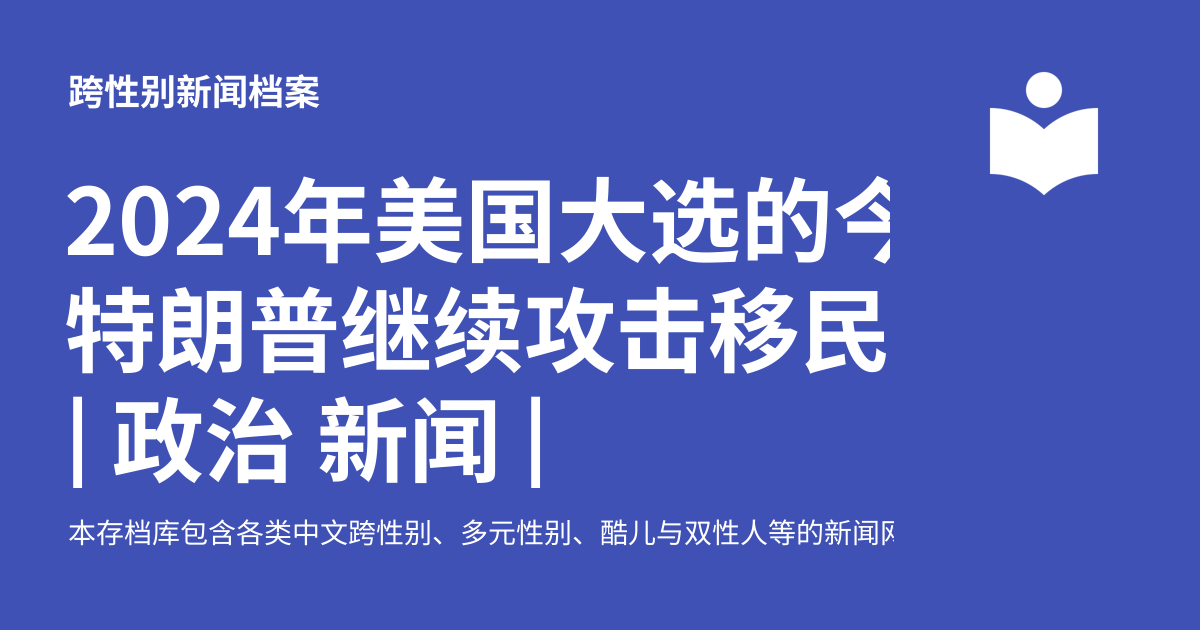 跨性别新闻档案
2024年美国大选的今
特朗普继续攻击移民
| 政治 新闻 |
本存档库包含各类中文跨性别、多元性别、酷儿与双性人等的新闻网